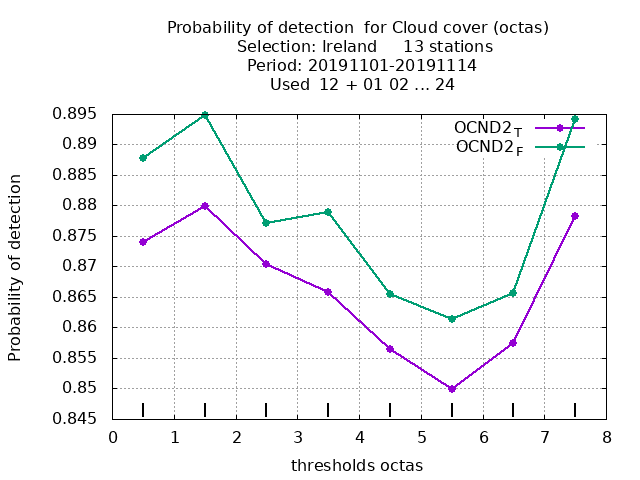 Probability of detection  for Cloud cover (octas)
Selection: Ireland     13 stations
Period: 20191101-20191114
Used  12 + 01 02 ... 24
OCND2T
OCND2F
Probability of detection
0.895
0.89
0.885
0.88
0.875
0.87
0.865
0.86
0.855
0.85
0.845
0 1 2 3 4 5 6 7 8
thresholds octas